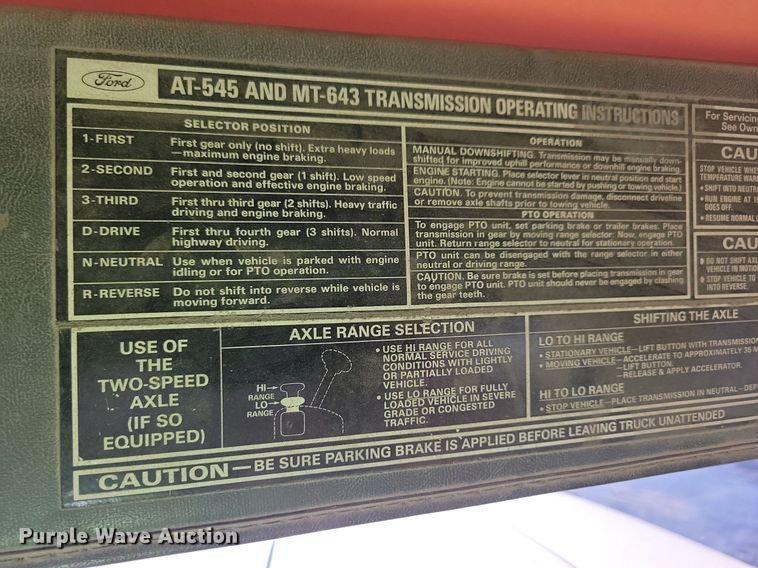 Ford
AT-545 AND MT-643 TRANSMISSION OPERATING INSTRUCTIONS
For Servicing
See Own
SELECTOR POSITION
1-FIRST First gear only (no shift). Extra heavy loads
—maximum engine braking.
2-SECOND First and second gear (1 shift). Low speed
operation and effective engine braking.
3-THIRD First thru third gear (2 shifts). Heavy traffic
driving and engine braking.
D-DRIVE First thru fourth gear (3 shifts). Normal
highway driving.
N-NEUTRAL Use when vehicle is parked with engine
idling or for PTO operation.
R-REVERSE Do not shift into reverse while vehicle is
moving forward.
OPERATION
MANUAL DOWNSHIFTING. Transmission may be manually down-
shifted for improved uphill performance or downhill engine braking.
ENGINE STARTING. Place selector lever in neutral position and start
engine. (Note: Engine cannot be started by pushing or towing vehicle.)
CAUTION. To prevent transmission damage, disconnect driveline
or remove axle shafts prior to towing vehicle.
PTO OPERATION
To engage PTO unit, set parking brake or trailer brakes. Place
transmission in gear by moving range selector: Now, engage PTO
unit. Return range selector to neutral for stationary operation.
PTO unit can be disengaged with the range selector in either
neutral or driving range.
CAUTION. Be sure brake is set before placing transmission in gear
to engage PTO unit. PTO unit should never be engaged by clashing
the gear teeth.
CAU
STOP VEHICLE WHE
TEMPERATURE WAR
• SHIFT INTO NEUTR
• RUN ENGINE AT 1
GOES OFF.
• RESUME NORMAL
CAU
• DO NOT SHIFT AXL
VEHICLE IN MOTIO
• STOP VEHICLE TO
INTO REVERSE.
USE OF
THE
TWO-SPEED
AXLE
(IF SO
EQUIPPED)
AXLE RANGE SELECTION
HI
RANGE
LO
RANGE
• USE HI RANGE FOR ALL
NORMAL SERVICE DRIVING
CONDITIONS WITH LIGHTLY
OR PARTIALLY LOADED
VEHICLE.
• USE LO RANGE FOR FULLY
LOADED VEHICLE IN SEVERE
GRADE OR CONGESTED
TRAFFIC.
SHIFTING THE AXLE
LO TO HI RANGE
• STATIONARY VEHICLE—LIFT BUTTON WITH TRANSMISSION
• MOVING VEHICLE—ACCELERATE TO APPROXIMATELY 35 M
—LIFT BUTTON.
—RELEASE & APPLY ACCELERATOR.
HI TO LO RANGE
• STOP VEHICLE—PLACE TRANSMISSION IN NEUTRAL—DEP
CAUTION—BE SURE PARKING BRAKE IS APPLIED BEFORE LEAVING TRUCK UNATTENDED
Purple Wave Auction
purplewave.com